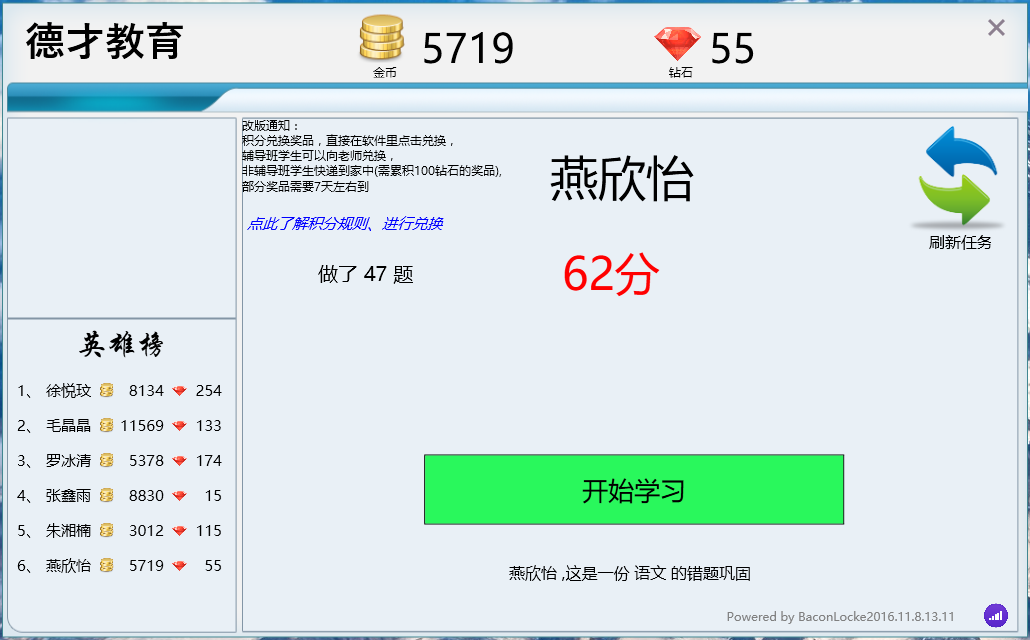 德才教育
金币
5719
钻石
55
改版通知：
积分兑换奖品，直接在软件里点击兑换，
辅导班学生可以向老师兑换，
非辅导班学生快递到家中(需累积100钻石的奖品),
部分奖品需要7天左右到
点此了解积分规则、进行兑换
燕欣怡
刷新任务
做了 47 题
62分
英雄榜
1、 徐悦玟 8134 254
2、 毛晶晶 11569 133
3、 罗冰清 5378 174
4、 张鑫雨 8830 15
5、 朱湘楠 3012 115
6、 燕欣怡 5719 55
开始学习
燕欣怡 ,这是一份 语文 的错题巩固
Powered by BaconLocke2016.11.8.13.11